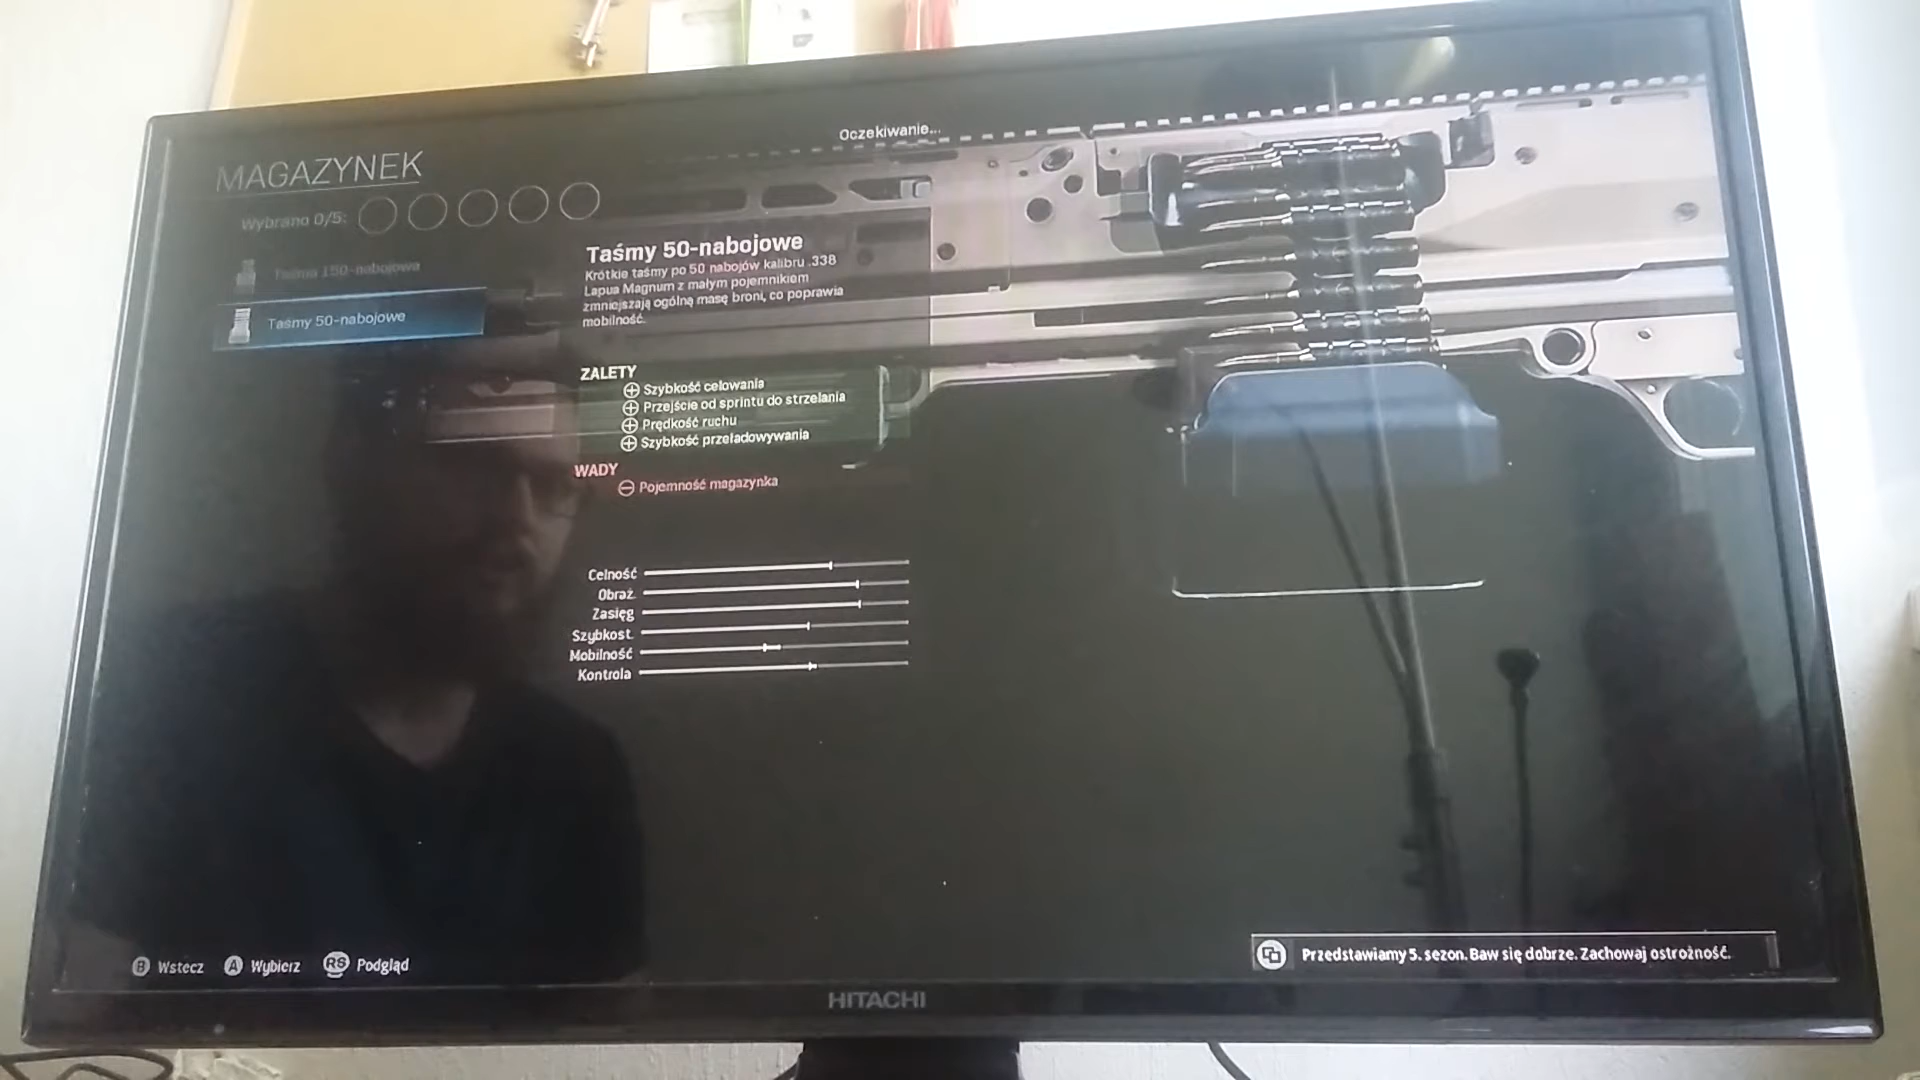 Oczekiwanie...
MAGAZYNEK
Wybrano 0/5:
Taśma 150-nabojowa
Taśmy 50-nabojowe
Taśmy 50-nabojowe
Krótkie taśmy po 50 nabojów kalibru .338
Lapua Magnum z małym pojemnikiem
zmniejszają ogólną masę broni, co poprawia
mobilność.
ZALETY
Szybkość celowania
Przejście od sprintu do strzelania
Prędkość ruchu
Szybkość przeładowywania
WADY
Pojemność magazynka
Celność
Obraż.
Zasięg
Szybkost.
Mobilność
Kontrola
B Wstecz A Wybierz RS Podgląd
Przedstawiamy 5. sezon. Baw się dobrze. Zachowaj ostrożność.
HITACHI